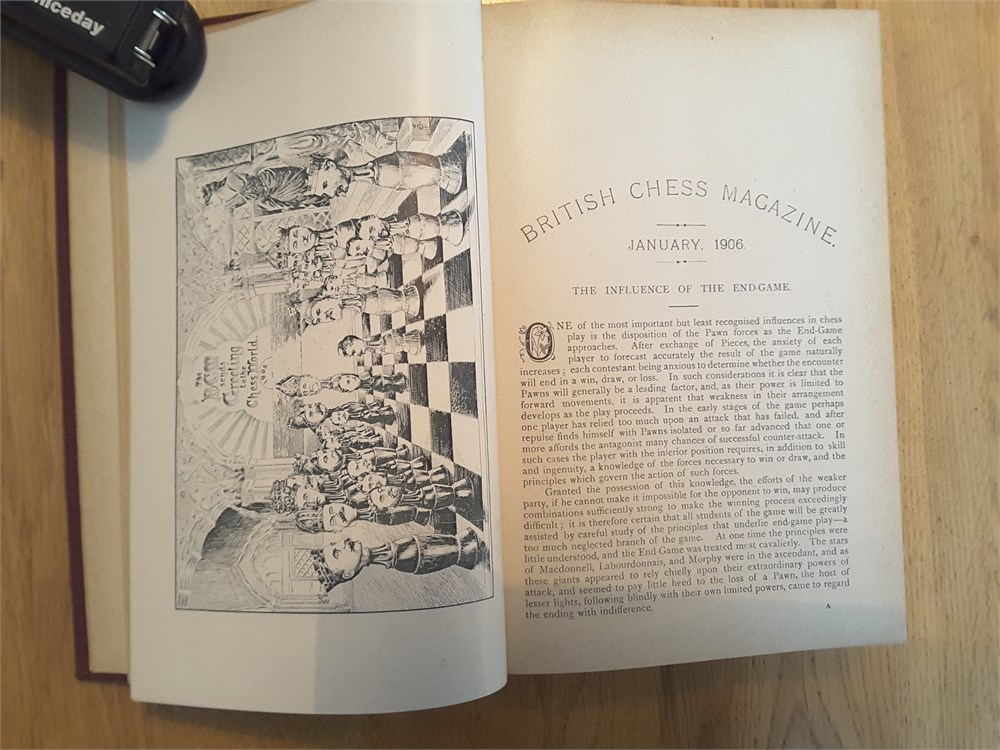 niceday
The
BCM
sends
Greeting
to the
Chess World.
BRITISH CHESS MAGAZINE.
JANUARY, 1906.
THE INFLUENCE OF THE END-GAME.
ONE of the most important but least recognised influences in chess
play is the disposition of the Pawn forces as the End-Game
approaches. After exchange of Pieces, the anxiety of each
player to forecast accurately the result of the game naturally
increases; each contestant being anxious to determine whether the encounter
will end in a win, draw, or loss. In such considerations it is clear that the
Pawns will generally be a leading factor, and, as their power is limited to
forward movements, it is apparent that weakness in their arrangement
develops as the play proceeds. In the early stages of the game perhaps
one player has relied too much upon an attack that has failed, and after
repulse finds himself with Pawns isolated or so far advanced that one or
more affords the antagonist many chances of successful counter-attack. In
such cases the player with the inferior position requires, in addition to skill
and ingenuity, a knowledge of the forces necessary to win or draw, and the
principles which govern the action of such forces.
Granted the possession of this knowledge, the efforts of the weaker
party, if he cannot make it impossible for the opponent to win, may produce
combinations sufficiently strong to make the winning process exceedingly
difficult; it is therefore certain that all students of the game will be greatly
assisted by careful study of the principles that underlie end-game play—a
too much neglected branch of the game. At one time the principles were
little understood, and the End Game was treated most cavalierly. The stars
of Macdonnell, Labourdonnais, and Morphy were in the ascendant, and as
these giants appeared to rely chiefly upon their extraordinary powers of
attack, and seemed to pay little heed to the loss of a Pawn, the host of
lesser lights, following blindly with their own limited powers, came to regard
the ending with indifference.
A